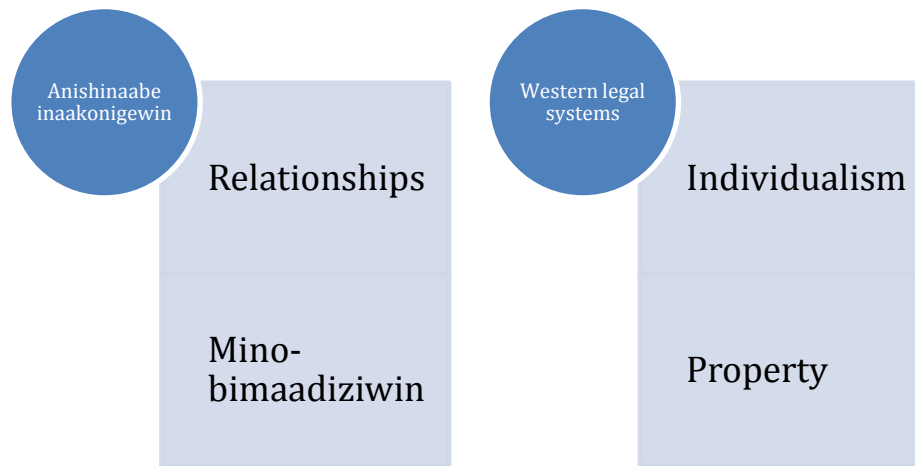 Anishinaabe
inaakonigewin
Relationships
Mino-
bimaadiziwin
Western legal
systems
Individualism
Property